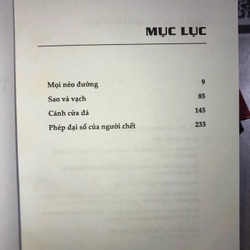 MỤC LỤC
Mọi nẻo đường 9
Sao và vạch 85
Cánh cửa đá 145
Phép đại số của người chết 233